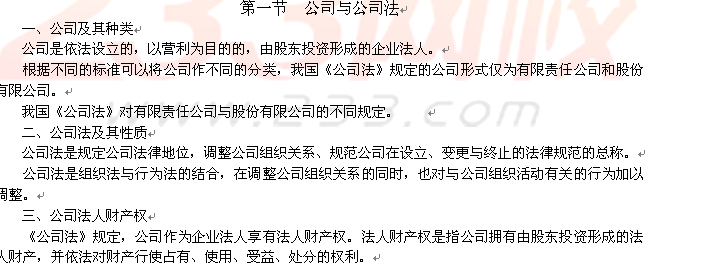 第一节 公司与公司法
一、公司及其种类
公司是依法设立的，以营利为目的的，由股东投资形成的企业法人。
根据不同的标准可以将公司作不同的分类，我国《公司法》规定的公司形式仅为有限责任公司和股份
有限公司。
我国《公司法》对有限责任公司与股份有限公司的不同规定。
二、公司法及其性质
公司法是规定公司法律地位，调整公司组织关系、规范公司在设立、变更与终止的法律规范的总称。
公司法是组织法与行为法的结合，在调整公司组织关系的同时，也对与公司组织活动有关的行为加以
调整。
三、公司法人财产权
《公司法》规定，公司作为企业法人享有法人财产权。法人财产权是指公司拥有由股东投资形成的法
人财产，并依法对财产行使占有、使用、受益、处分的权利。
www.233.com